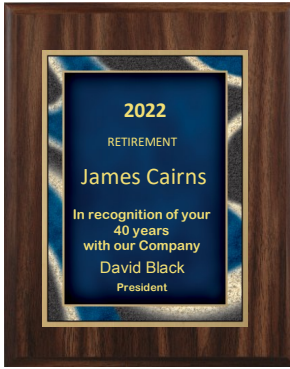 2022
RETIREMENT
James Cairns
In recognition of your
40 years
with our Company
David Black
President